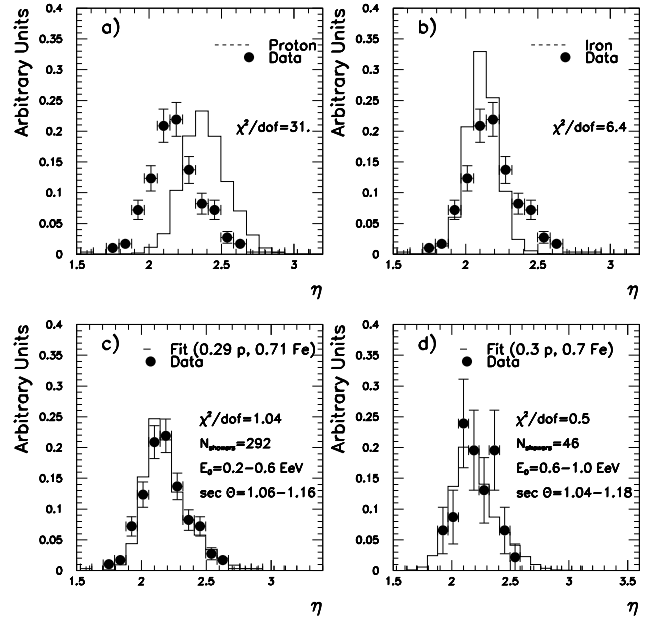 Arbitrary Units
a)
Proton
Data
χ²/dof=31.
0.4
0.35
0.3
0.25
0.2
0.15
0.1
0.05
0
1.5
2
2.5
3
η
Arbitrary Units
b)
Iron
Data
χ²/dof=6.4
0.4
0.35
0.3
0.25
0.2
0.15
0.1
0.05
0
1.5
2
2.5
3
η
Arbitrary Units
c)
Fit (0.29 p, 0.71 Fe)
Data
χ²/dof=1.04
Nshowers=292
E₀=0.2−0.6 EeV
sec Θ=1.06−1.16
0.4
0.35
0.3
0.25
0.2
0.15
0.1
0.05
0
1.5
2
2.5
3
η
Arbitrary Units
d)
Fit (0.3 p, 0.7 Fe)
Data
χ²/dof=0.5
Nshowers=46
E₀=0.6−1.0 EeV
sec Θ=1.04−1.18
0.4
0.35
0.3
0.25
0.2
0.15
0.1
0.05
0
1.5
2
2.5
3
3.5
η